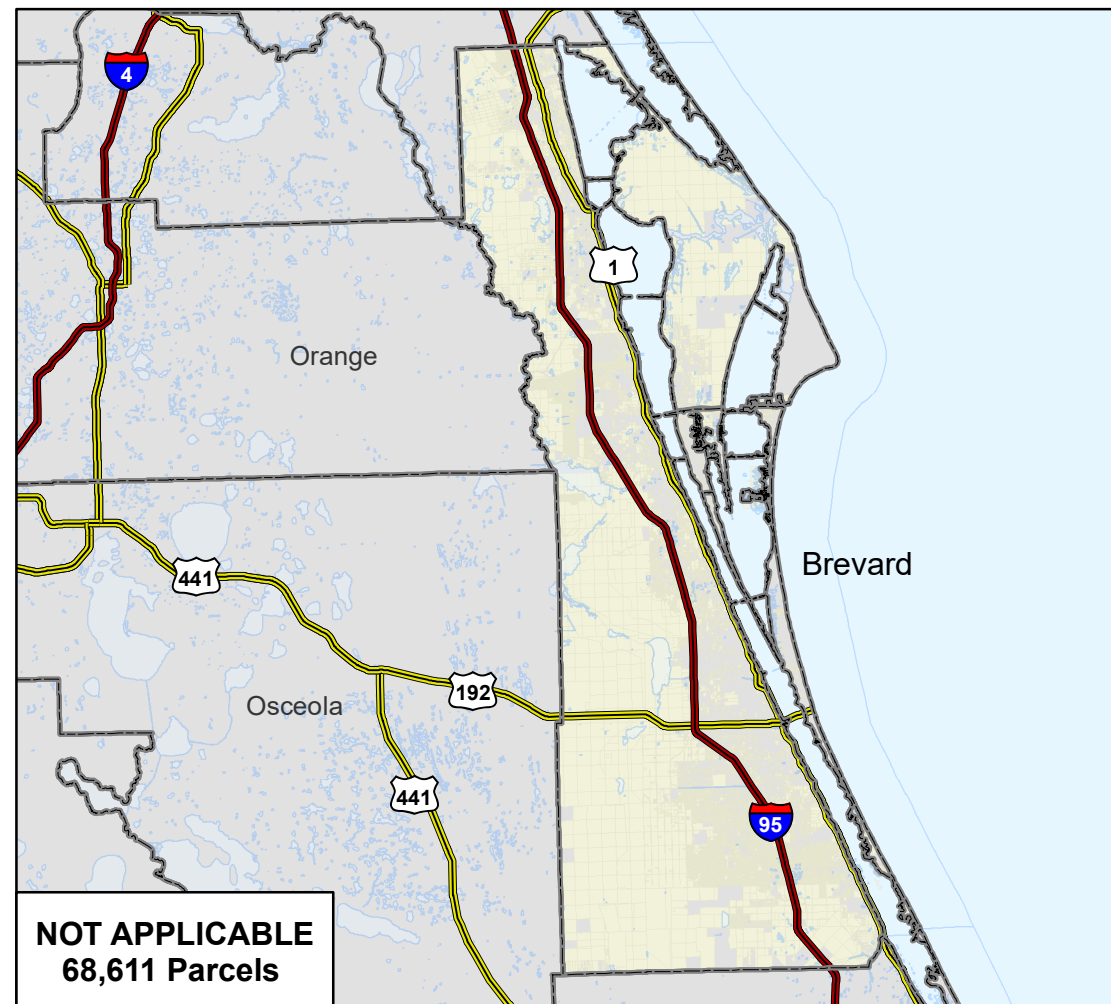 4
1
Orange
Brevard
441
192
Osceola
441
95
NOT APPLICABLE
68,611 Parcels